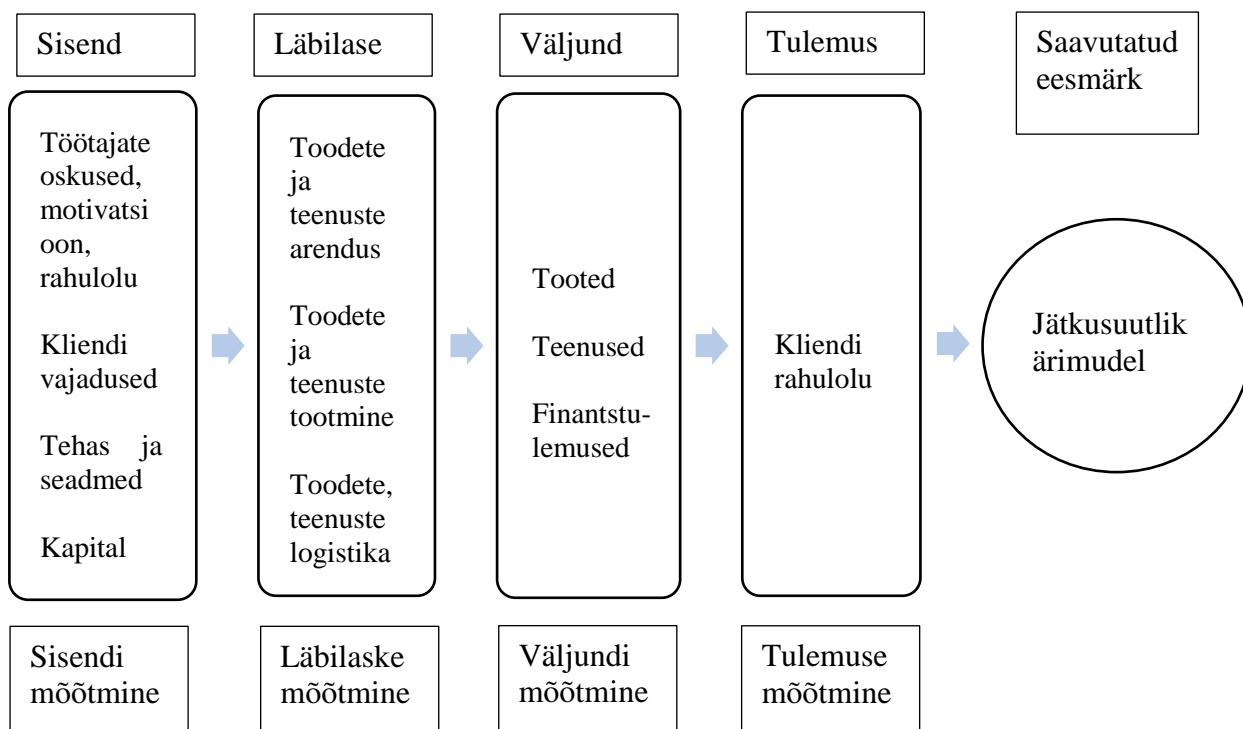 Sisend
Läbilase
Väljund
Tulemus
Saavutatud
eesmärk
Töötajate
oskused,
motivatsi
oon,
rahulolu
Kliendi
vajadused
Tehas ja
seadmed
Kapital
Toodete
ja
teenuste
arendus
Toodete
ja
teenuste
tootmine
Toodete,
teenuste
logistika
Tooted
Teenused
Finantstu-
lemused
Kliendi
rahulolu
Jätkusuutlik
ärimudel
Sisendi
mõõtmine
Läbilaske
mõõtmine
Väljundi
mõõtmine
Tulemuse
mõõtmine